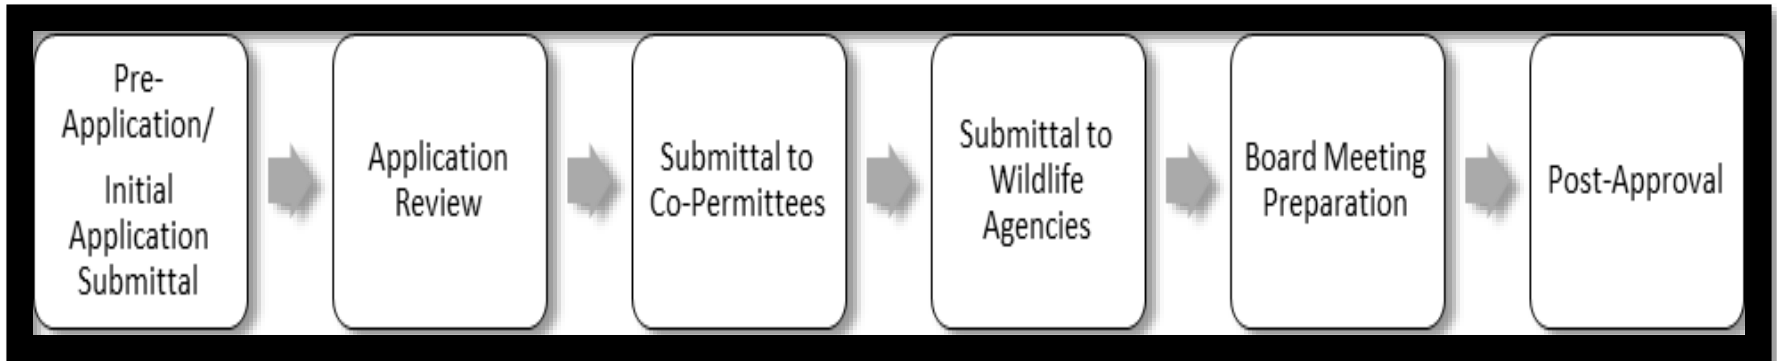 Pre-
Application/
Initial
Application
Submittal
Application
Review
Submittal to
Co-Permittees
Submittal to
Wildlife
Agencies
Board Meeting
Preparation
Post-Approval